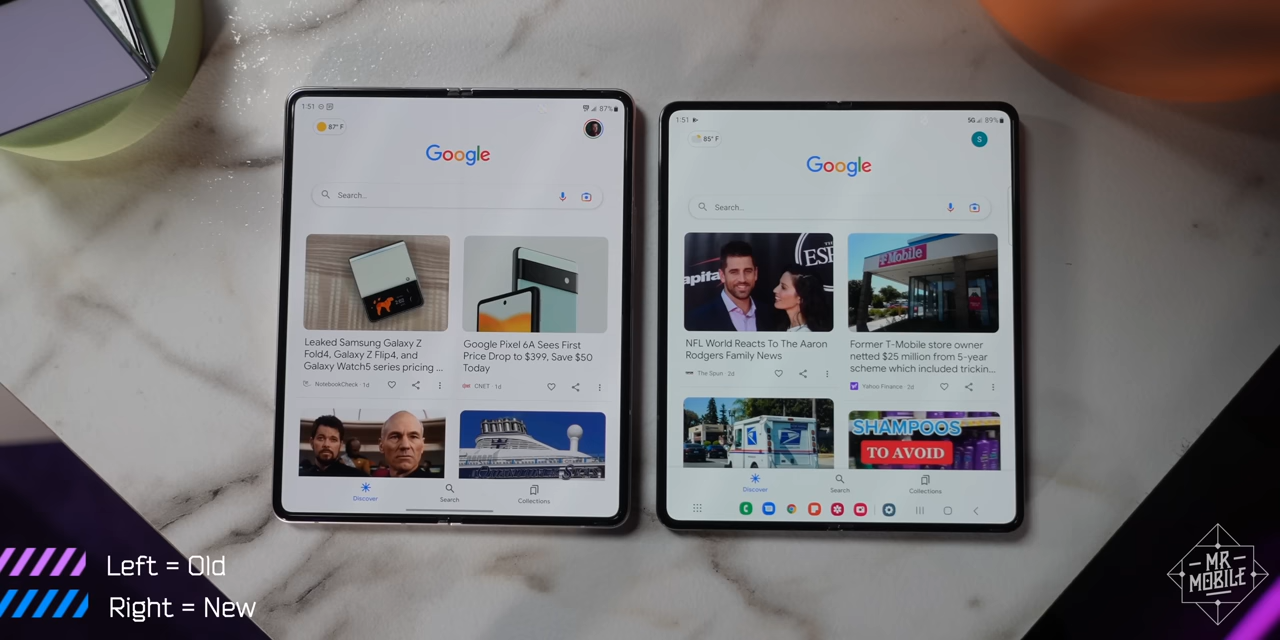 1:51
87%
87° F
Google
Search...
Leaked Samsung Galaxy Z
Fold4, Galaxy Z Flip4, and
Galaxy Watch5 series pricing ...
NotebookCheck · 1d
Google Pixel 6A Sees First
Price Drop to $399, Save $50
Today
CNET · 1d
Discover
Search
Collections
1:51
5G 89%
85° F
S
Google
Search...
apita
ESP
NFL World Reacts To The Aaron
Rodgers Family News
The Spun · 2d
T Mobile
Former T-Mobile store owner
netted $25 million from 5-year
scheme which included trickin...
Yahoo Finance · 2d
SHAMPOOS
TO AVOID
Discover
Search
Collections
Left = Old
Right = New
MR
MOBILE